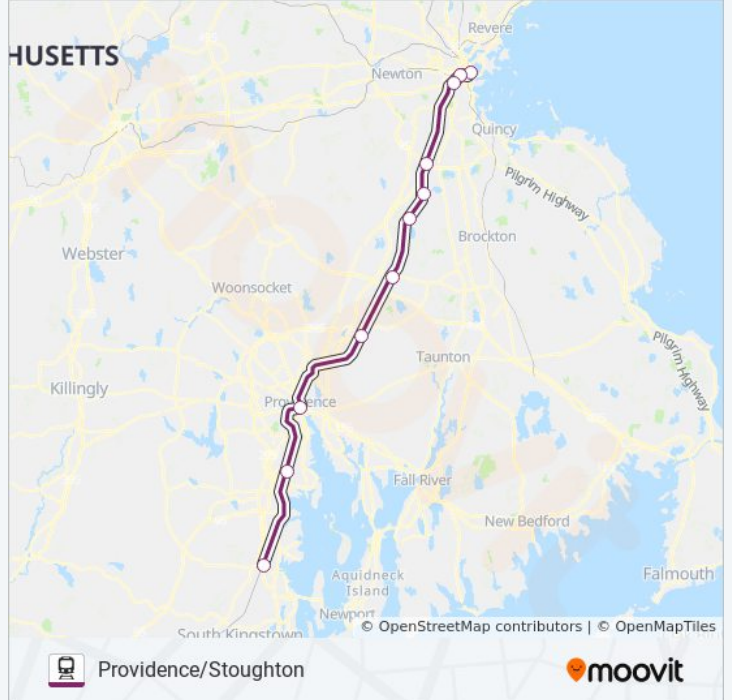 Revere
HUSETTS
Newton
Quincy
Pilgrim Highway
Brockton
Webster
Woonsocket
Pilgrim Highway
Taunton
Killingly
Providence
Fall River
New Bedford
Aquidneck
Island
Falmouth
Newport
South Kingstown
© OpenStreetMap contributors | © OpenMapTiles
Providence/Stoughton
moovit